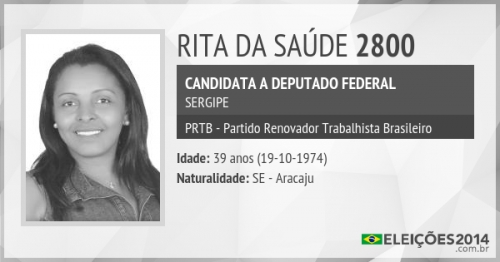 RITA DA SAÚDE 2800
CANDIDATA A DEPUTADO FEDERAL
SERGIPE
PRTB - Partido Renovador Trabalhista Brasileiro
Idade: 39 anos (19-10-1974)
Naturalidade: SE - Aracaju
ELEIÇÕES2014
.com.br